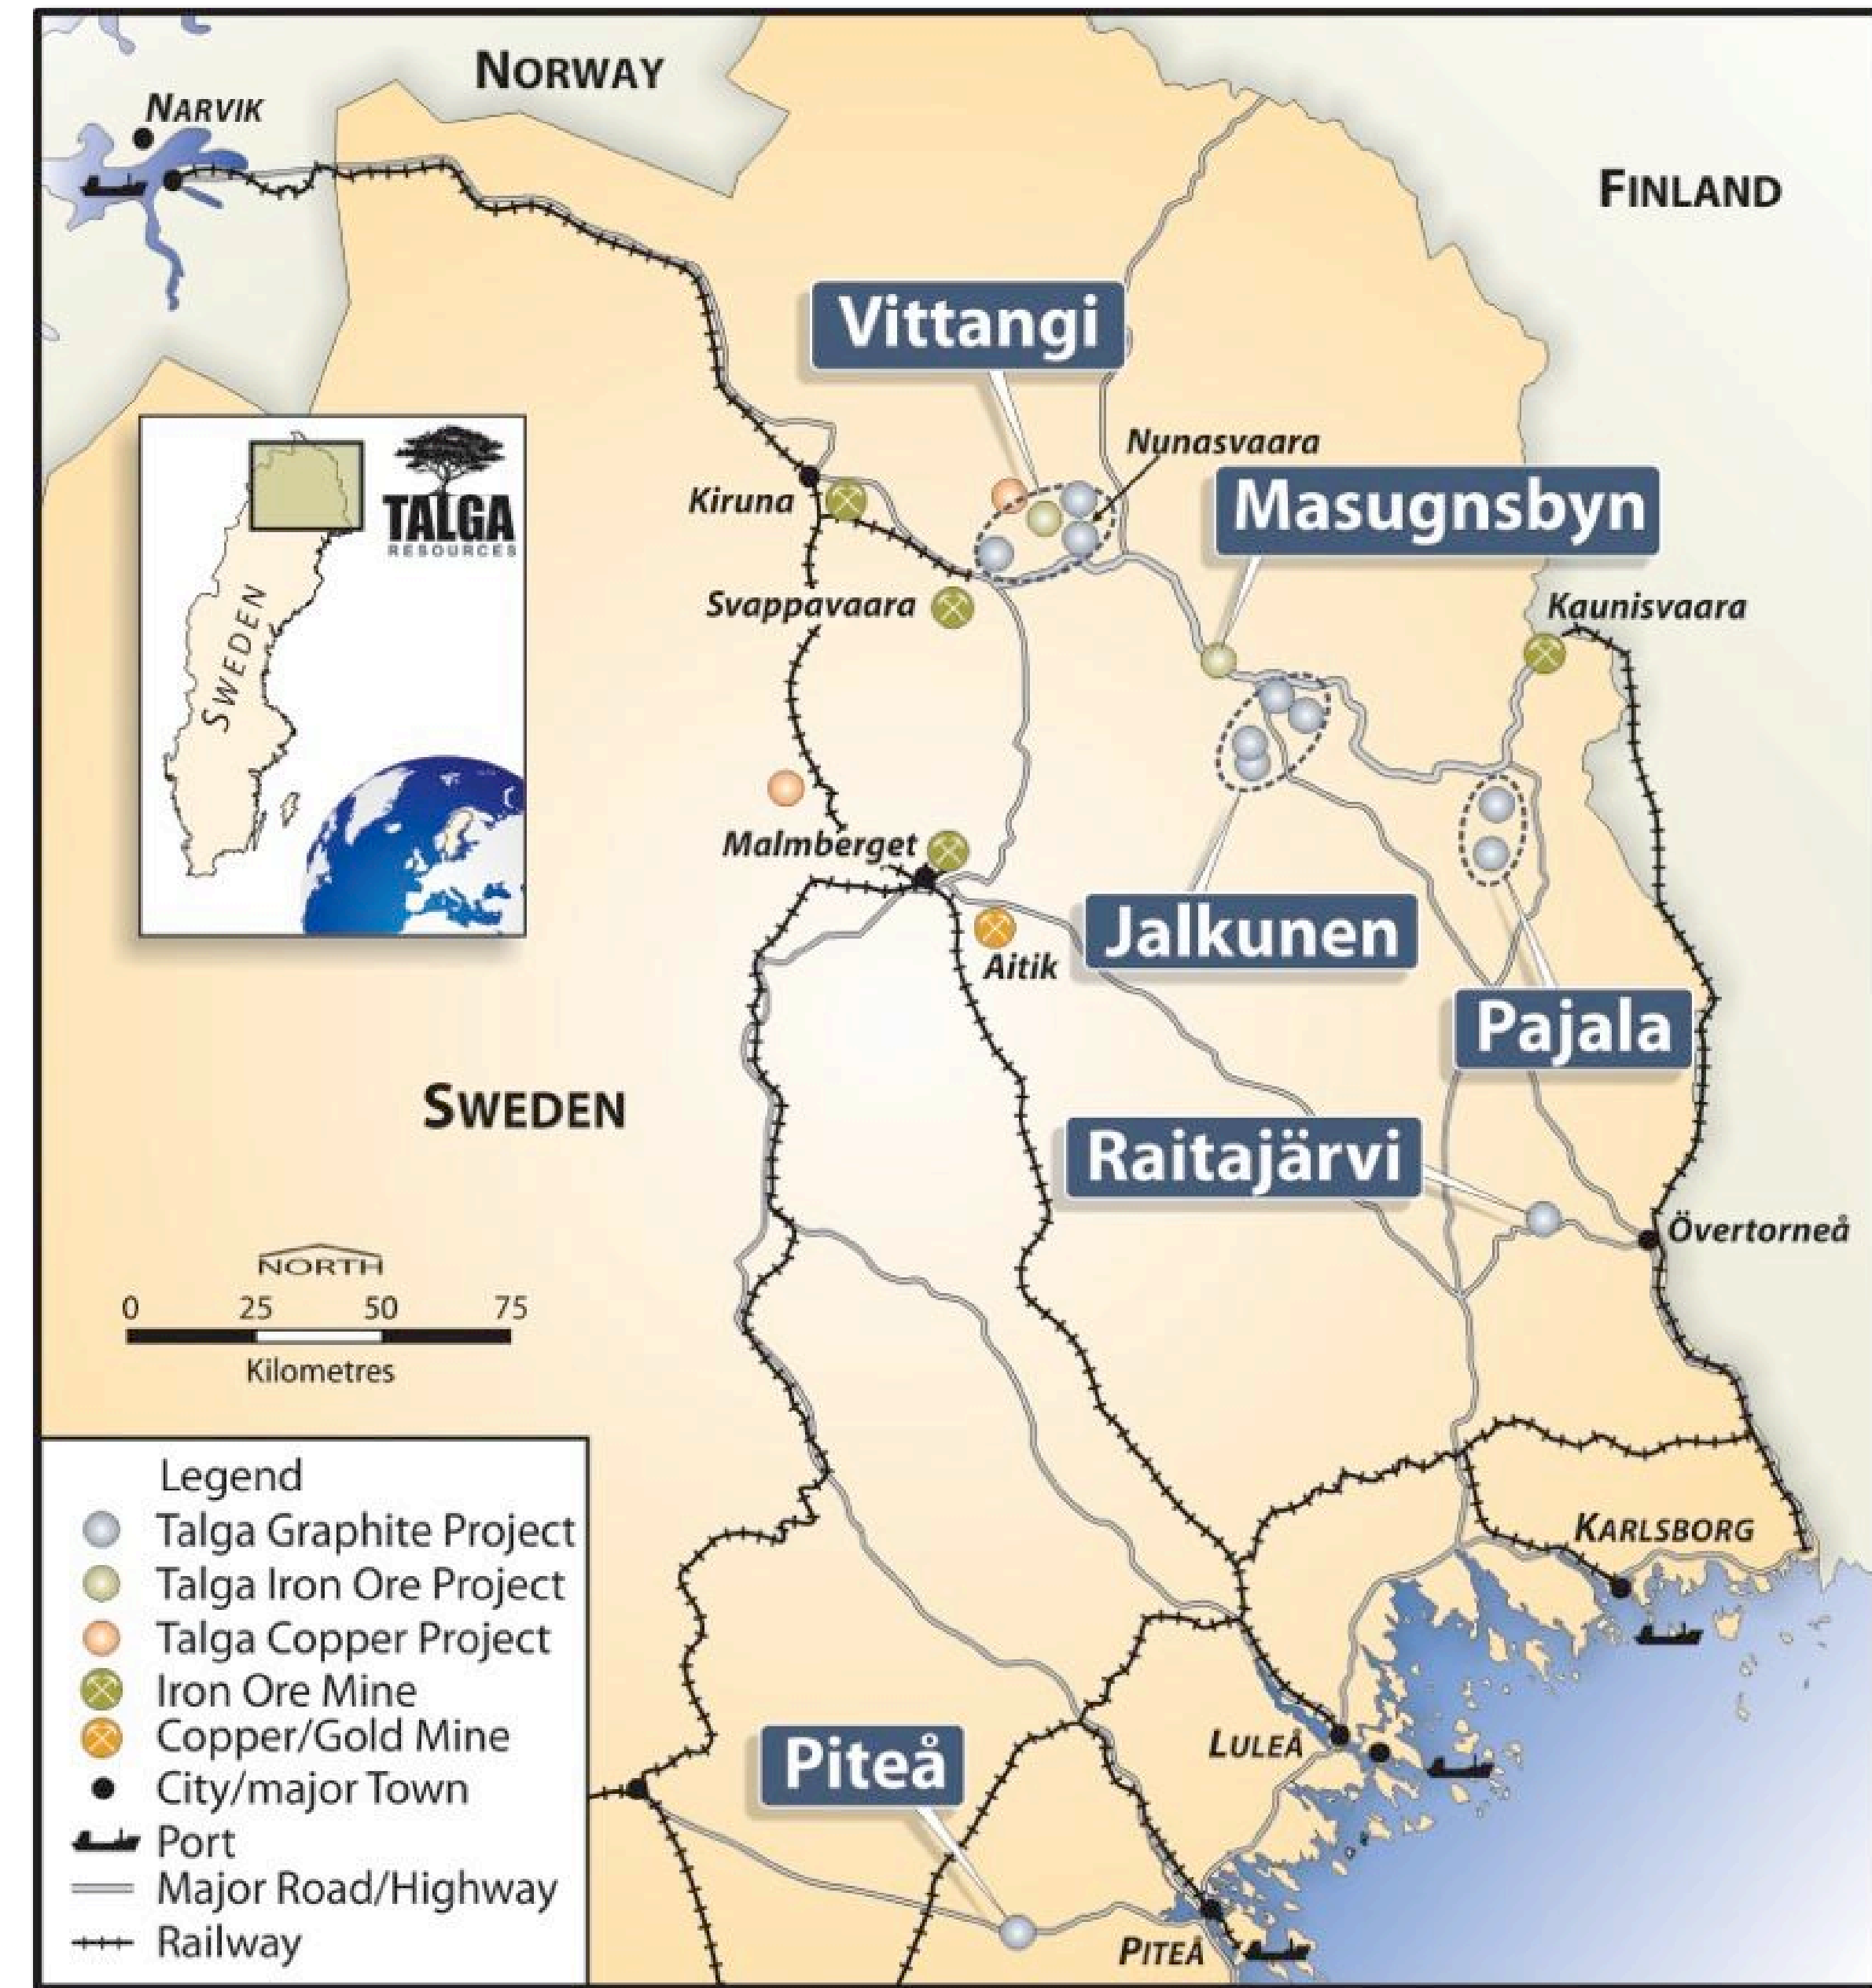 NORWAY
NARVIK
FINLAND
Vittangi
Nunasvaara
Kiruna
Masugnsbyn
TALGA
RESOURCES
SWEDEN
Svappavaara
Kaunisvaara
Malmberget
Jalkunen
Aitik
Pajala
SWEDEN
Raitajärvi
Övertorneå
NORTH
0 25 50 75
Kilometres
Legend
Talga Graphite Project
Talga Iron Ore Project
Talga Copper Project
Iron Ore Mine
Copper/Gold Mine
City/major Town
Port
Major Road/Highway
Railway
KARLSBORG
LULEÅ
Piteå
PITEÅ